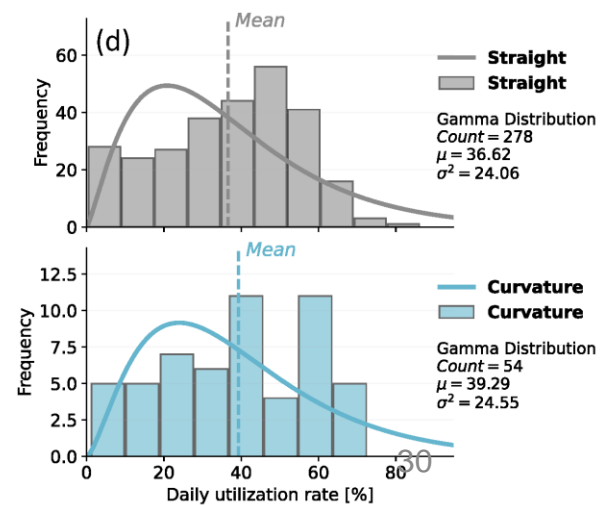 Mean
(d)
60
40
20
0
Frequency
Straight
Straight
Gamma Distribution
Count = 278
μ = 36.62
σ² = 24.06
Mean
12.5
10.0
7.5
5.0
2.5
0.0
Frequency
Curvature
Curvature
Gamma Distribution
Count = 54
μ = 39.29
σ² = 24.55
0 20 40 60 80
30
Daily utilization rate [%]